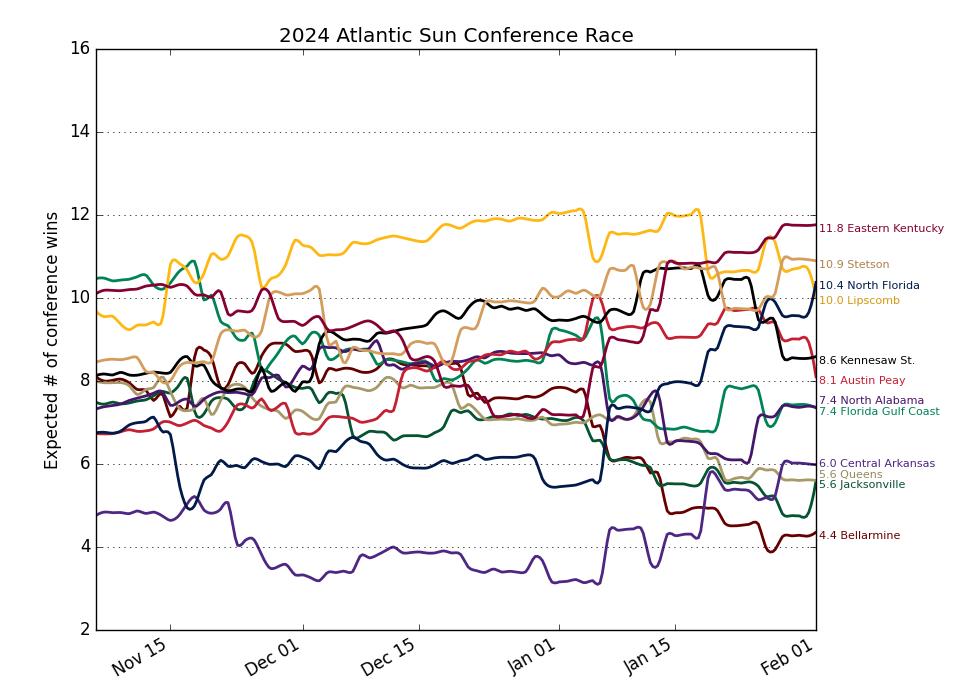 2024 Atlantic Sun Conference Race
Expected # of conference wins
16
14
12
10
8
6
4
2
Nov 15
Dec 01
Dec 15
Jan 01
Jan 15
Feb 01
11.8 Eastern Kentucky
10.9 Stetson
10.4 North Florida
10.0 Lipscomb
8.6 Kennesaw St.
8.1 Austin Peay
7.4 North Alabama
7.4 Florida Gulf Coast
6.0 Central Arkansas
5.6 Queens
5.6 Jacksonville
4.4 Bellarmine